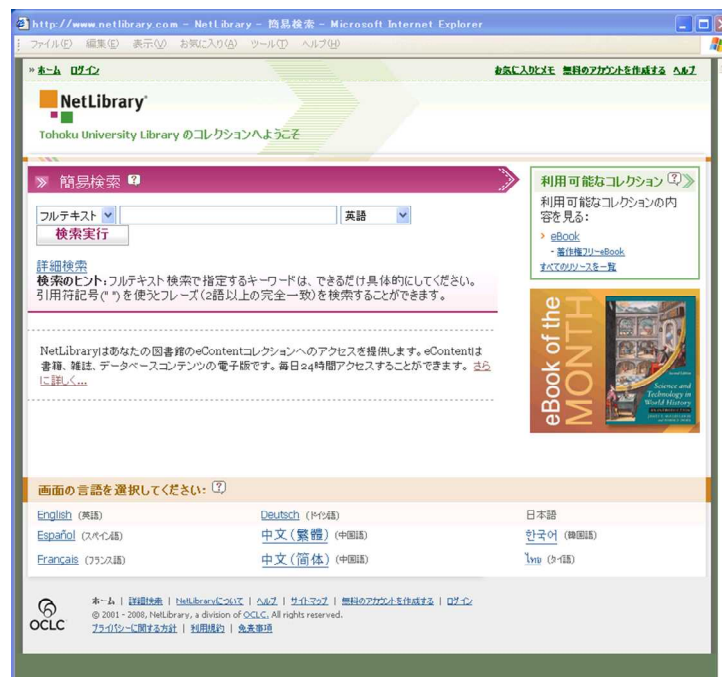 http://www.netlibrary.com - NetLibrary - 簡易検索 - Microsoft Internet Explorer
ファイル(F) 編集(E) 表示(V) お気に入り(A) ツール(T) ヘルプ(H)
» ホーム ログイン お気に入りとメモ 無料のアカウントを作成する ヘルプ
NetLibrary
Tohoku University Library のコレクションへようこそ
簡易検索 ?
フルテキスト 英語
検索実行
詳細検索
検索のヒント:フルテキスト検索で指定するキーワードは、できるだけ具体的にしてください。
引用符記号(" ")を使うとフレーズ(2語以上の完全一致)を検索することができます。
NetLibraryはあなたの図書館のeContentコレクションへのアクセスを提供します。eContentは
書籍、雑誌、データベースコンテンツの電子版です。毎日24時間アクセスすることができます。 さら
に詳しく...
利用可能なコレクション ?
利用可能なコレクションの内
容を見る:
› eBook
- 著作権フリーeBook
すべてのリソースを一覧
eBook of the
MONTH
Science and
Technology in
World History
画面の言語を選択してください: ?
English (英語) Deutsch (ドイツ語) 日本語
Español (スペイン語) 中文(繁體) (中国語) 한국어 (韓国語)
Français (フランス語) 中文(简体) (中国語) ไทย (タイ語)
ホーム | 詳細検索 | NetLibraryについて | ヘルプ | サイトマップ | 無料のアカウントを作成する | ログイン
© 2001 - 2008, NetLibrary, a division of OCLC. All rights reserved.
プライバシーに関する方針 | 利用規約 | 免責事項
OCLC